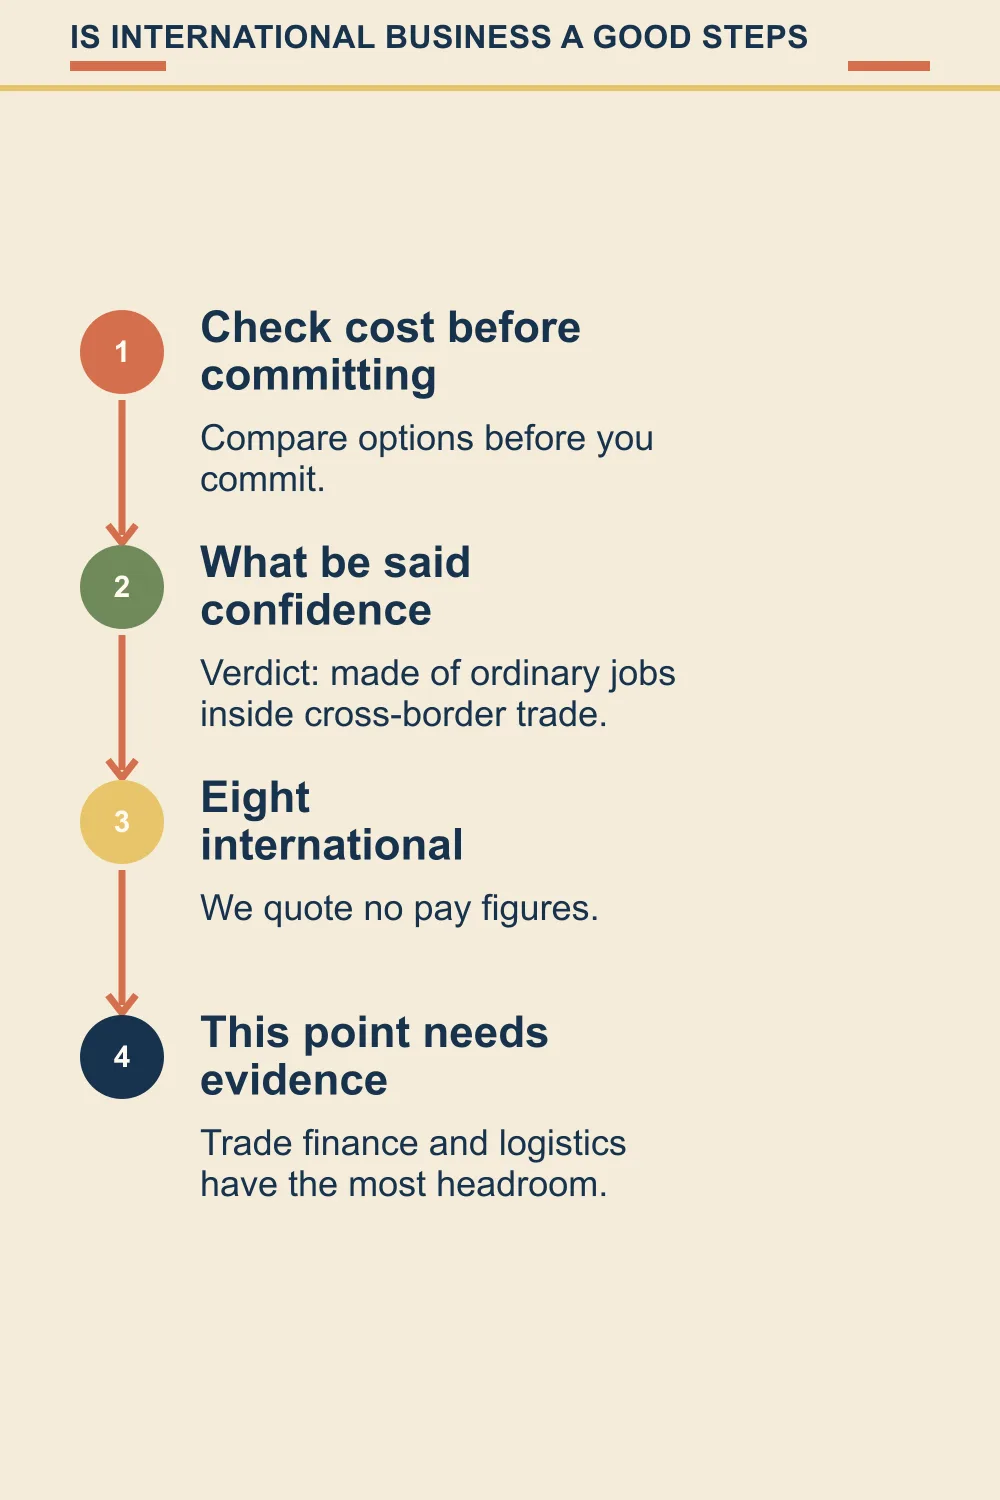 IS INTERNATIONAL BUSINESS A GOOD STEPS
1
Check cost before
committing
Compare options before you
commit.
2
What be said
confidence
Verdict: made of ordinary jobs
inside cross-border trade.
3
Eight
international
We quote no pay figures.
4
This point needs
evidence
Trade finance and logistics
have the most headroom.